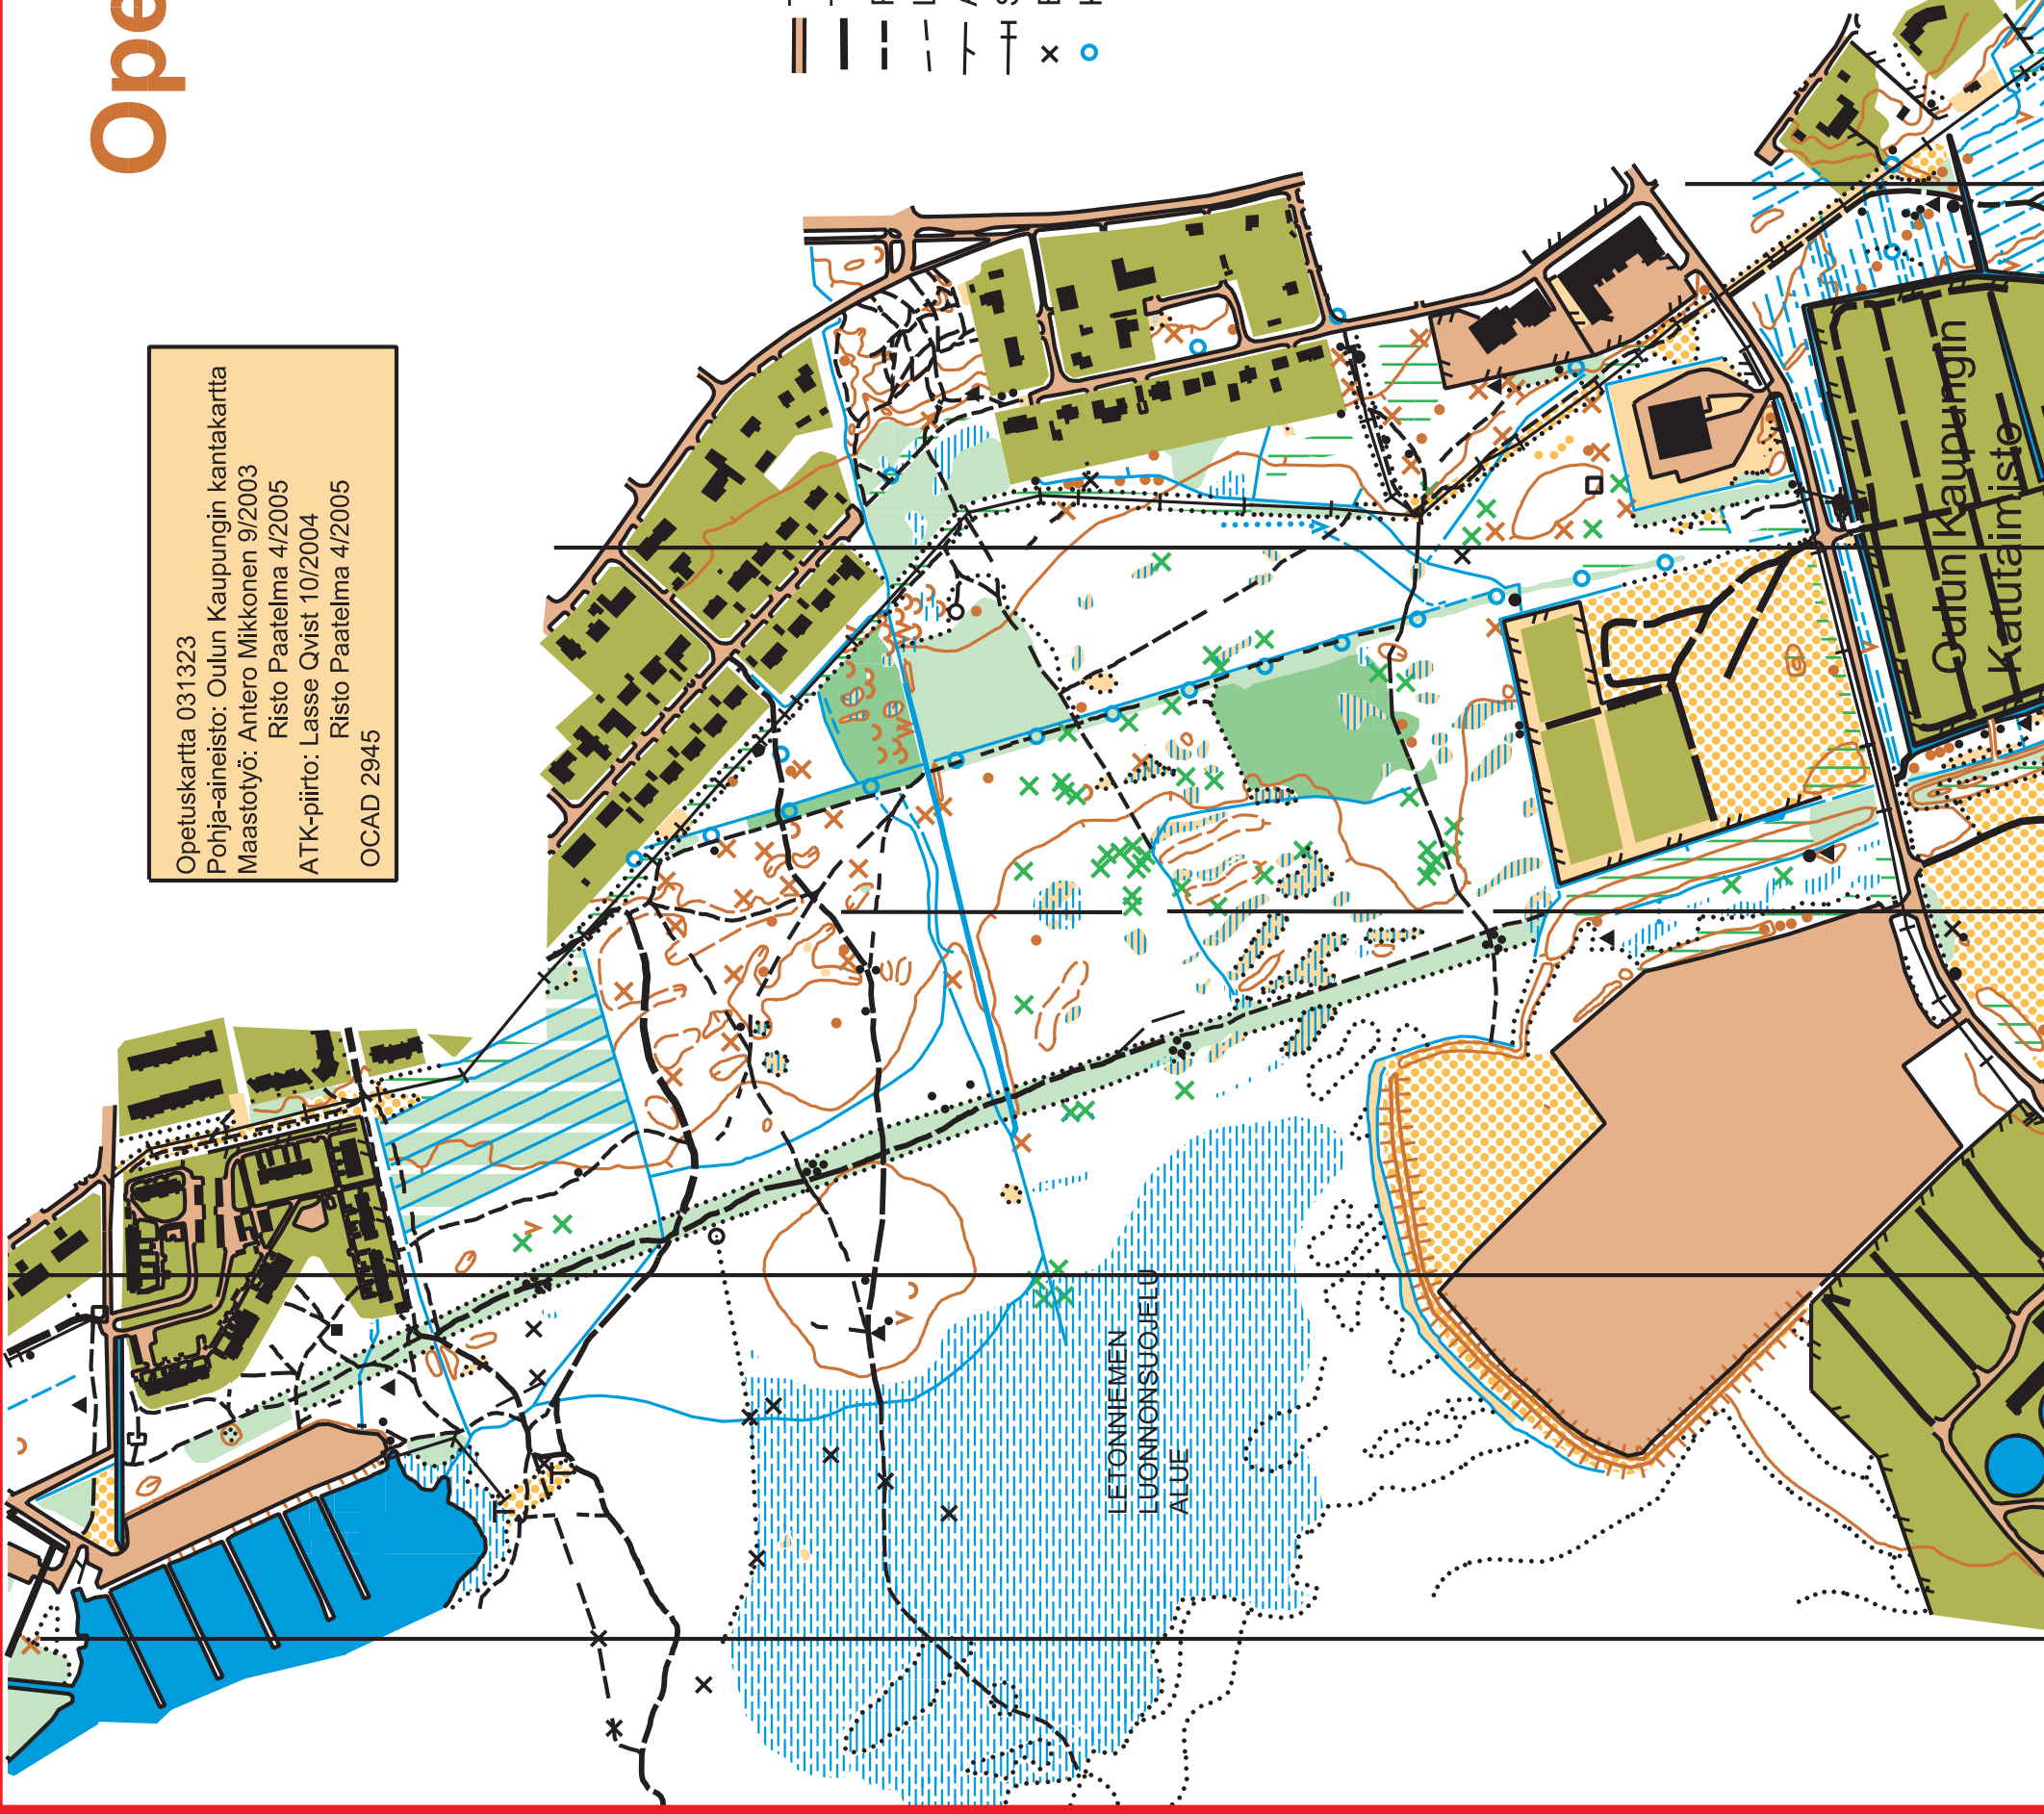 Ope
Opetuskartta 031323
Pohja-aineisto: Oulun Kaupungin kantakartta
Maastotyö: Antero Mikkonen 9/2003
Risto Paatelma 4/2005
ATK-piirto: Lasse Qvist 10/2004
Risto Paatelma 4/2005
OCAD 2945
Oulun Kaupungin
Katutaimisto
LETONNIEMEN
LUONNONSUOJELU
ALUE